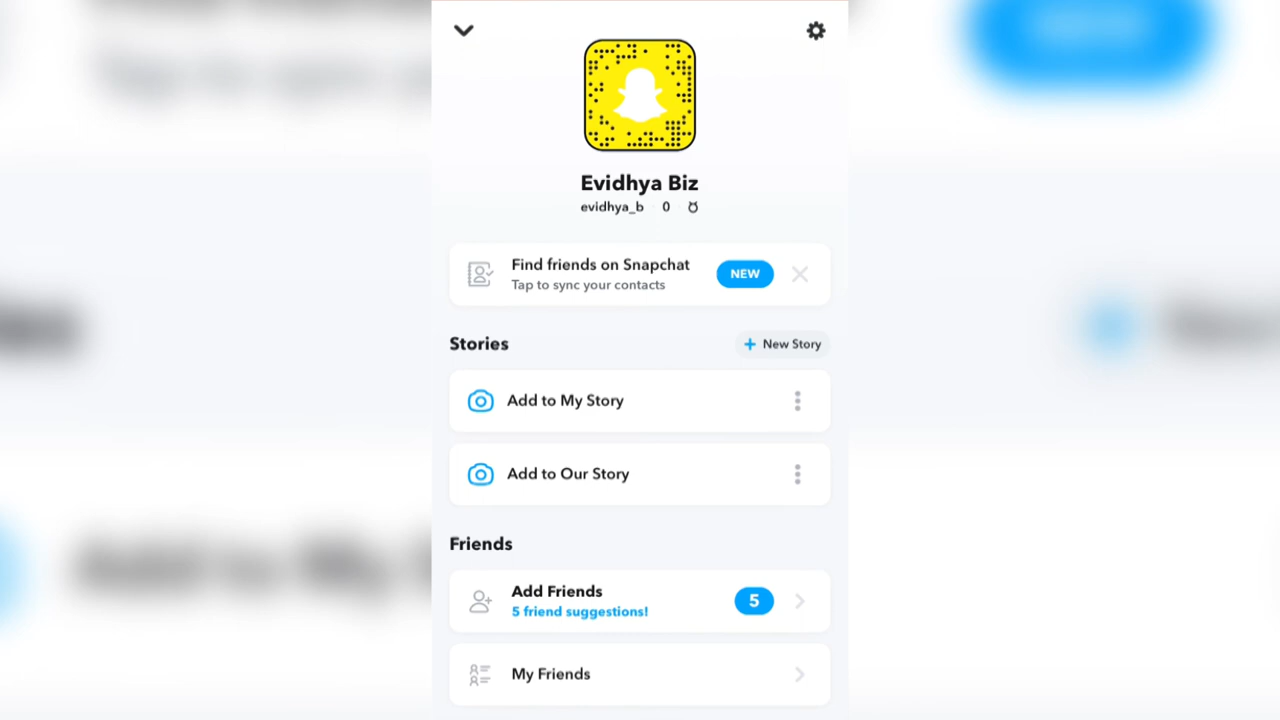 Evidhya Biz
evidhya_b 0 ♉
Find friends on Snapchat
Tap to sync your contacts
NEW
Stories
+ New Story
Add to My Story
Add to Our Story
Friends
Add Friends
5 friend suggestions!
5
My Friends